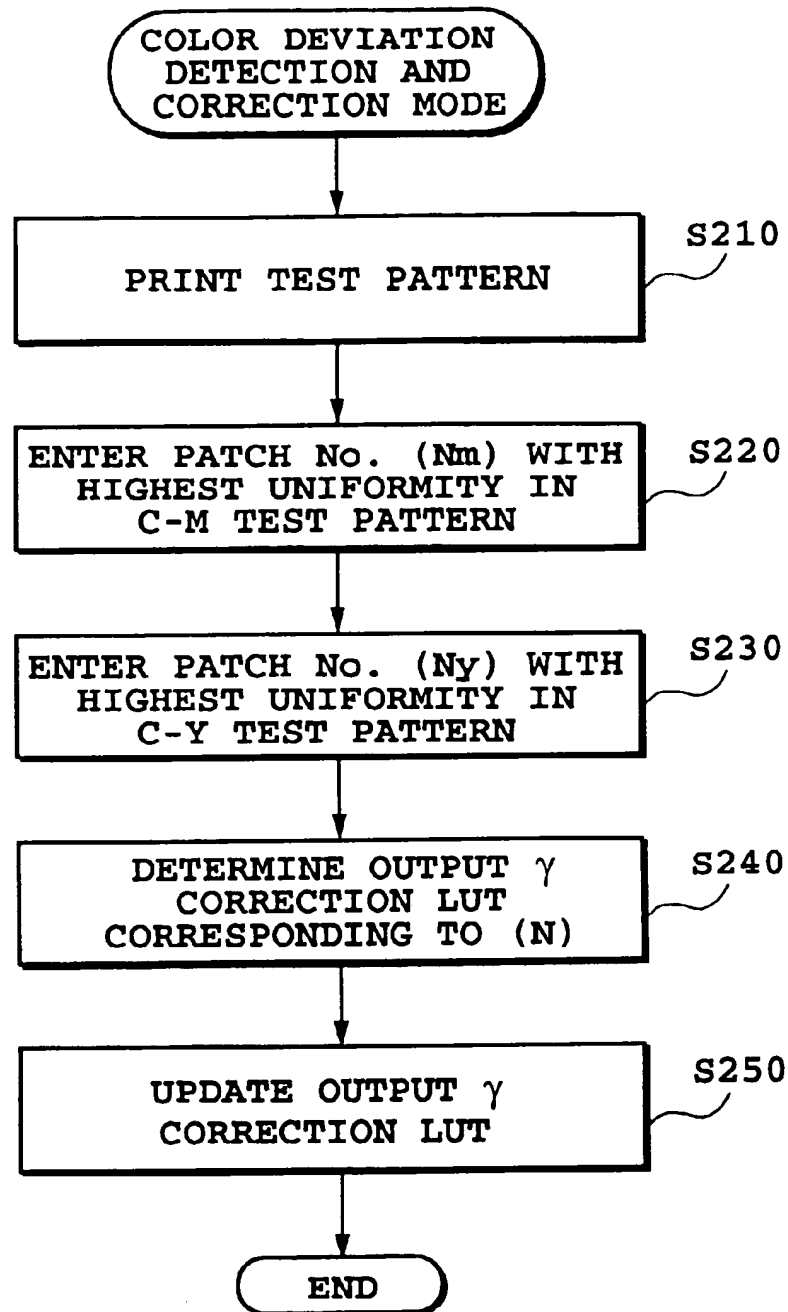 COLOR DEVIATION
DETECTION AND
CORRECTION MODE
S210
PRINT TEST PATTERN
S220
ENTER PATCH No. (Nm) WITH
HIGHEST UNIFORMITY IN
C-M TEST PATTERN
S230
ENTER PATCH No. (Ny) WITH
HIGHEST UNIFORMITY IN
C-Y TEST PATTERN
S240
DETERMINE OUTPUT γ
CORRECTION LUT
CORRESPONDING TO (N)
S250
UPDATE OUTPUT γ
CORRECTION LUT
END